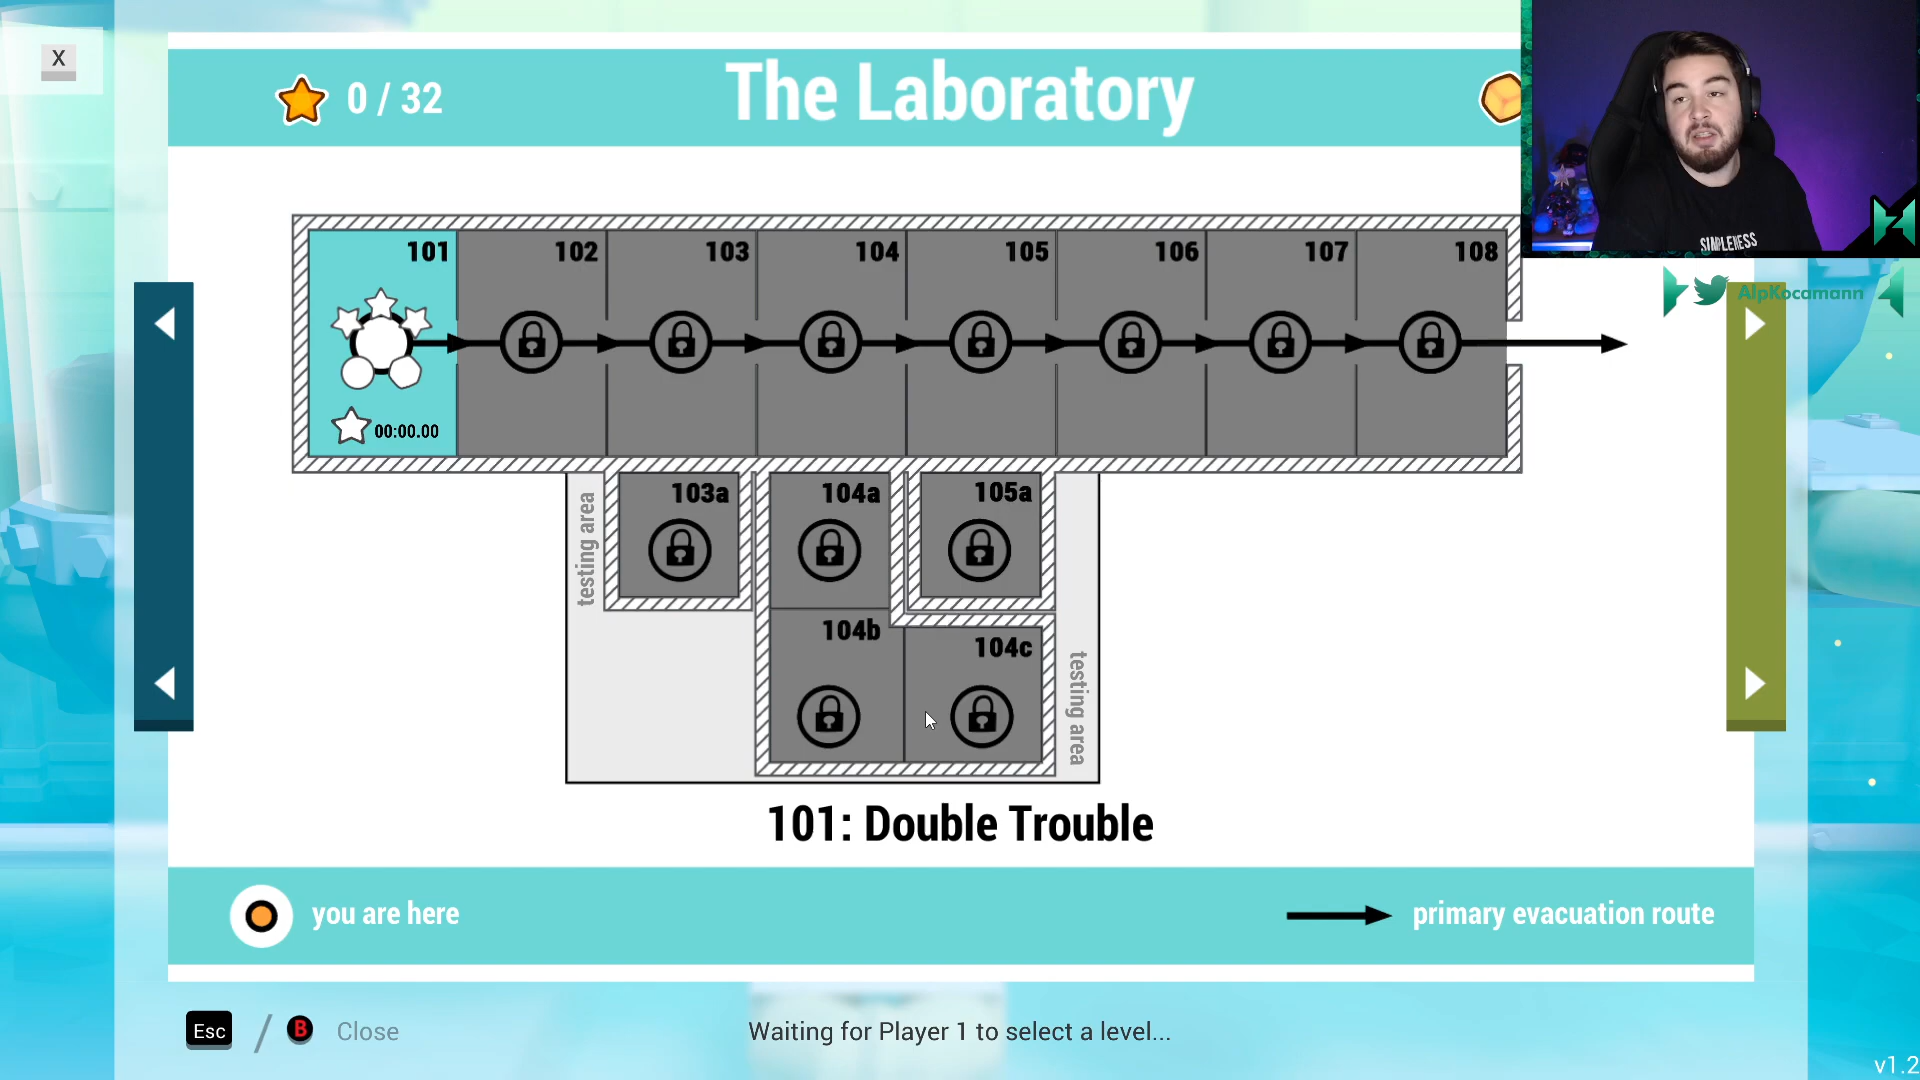 X
0 / 32
The Laboratory
SIMPLENESS
AlpKocamann
101
102
103
104
105
106
107
108
00:00.00
103a
104a
105a
testing area
104b
104c
testing area
101: Double Trouble
you are here
primary evacuation route
Esc / B Close
Waiting for Player 1 to select a level...
v1.2